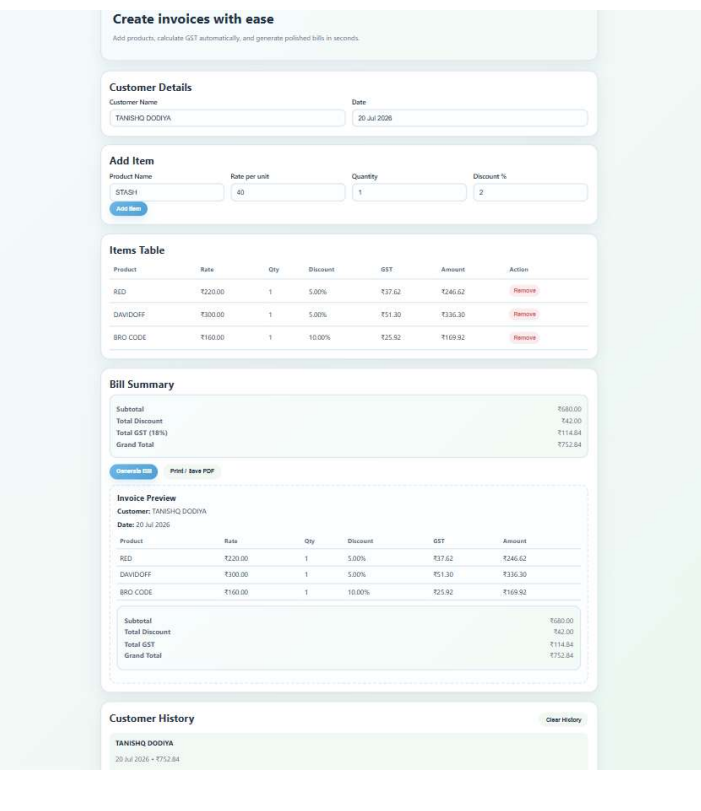 Create invoices with ease
Add products, calculate GST automatically, and generate polished bills in seconds.
Customer Details
Customer Name Date
TANISHQ DODIYA 20 Jul 2026
Add Item
Product Name Rate per unit Quantity Discount %
STASH 40 1 2
Add Item
Items Table
Product Rate Qty Discount GST Amount Action
RED ₹220.00 1 5.00% ₹37.62 ₹246.62 Remove
DAVIDOFF ₹300.00 1 5.00% ₹51.30 ₹336.30 Remove
BRO CODE ₹160.00 1 10.00% ₹25.92 ₹169.92 Remove
Bill Summary
Subtotal ₹680.00
Total Discount ₹42.00
Total GST (18%) ₹114.84
Grand Total ₹752.84
Generate Bill Print / Save PDF
Invoice Preview
Customer: TANISHQ DODIYA
Date: 20 Jul 2026
Product Rate Qty Discount GST Amount
RED ₹220.00 1 5.00% ₹37.62 ₹246.62
DAVIDOFF ₹300.00 1 5.00% ₹51.30 ₹336.30
BRO CODE ₹160.00 1 10.00% ₹25.92 ₹169.92
Subtotal ₹680.00
Total Discount ₹42.00
Total GST ₹114.84
Grand Total ₹752.84
Customer History Clear History
TANISHQ DODIYA
20 Jul 2026 • ₹752.84